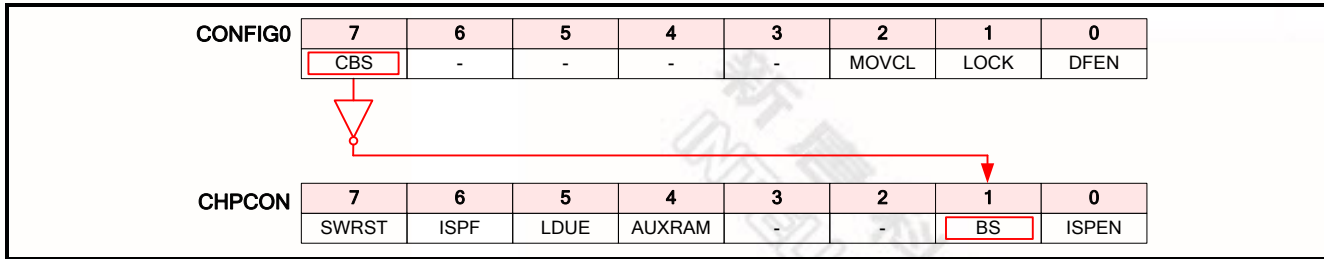 CONFIG0 7 6 5 4 3 2 1 0
CBS - - - - MOVCL LOCK DFEN
CHPCON 7 6 5 4 3 2 1 0
SWRST ISPF LDUE AUXRAM - - BS ISPEN